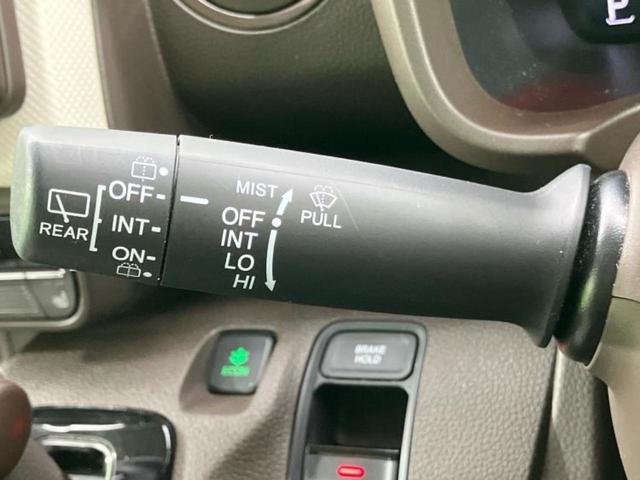 P
MIST
OFF
PULL
OFF
INT
REAR
INT
LO
ON
HI
BRAKE
HOLD
ECON